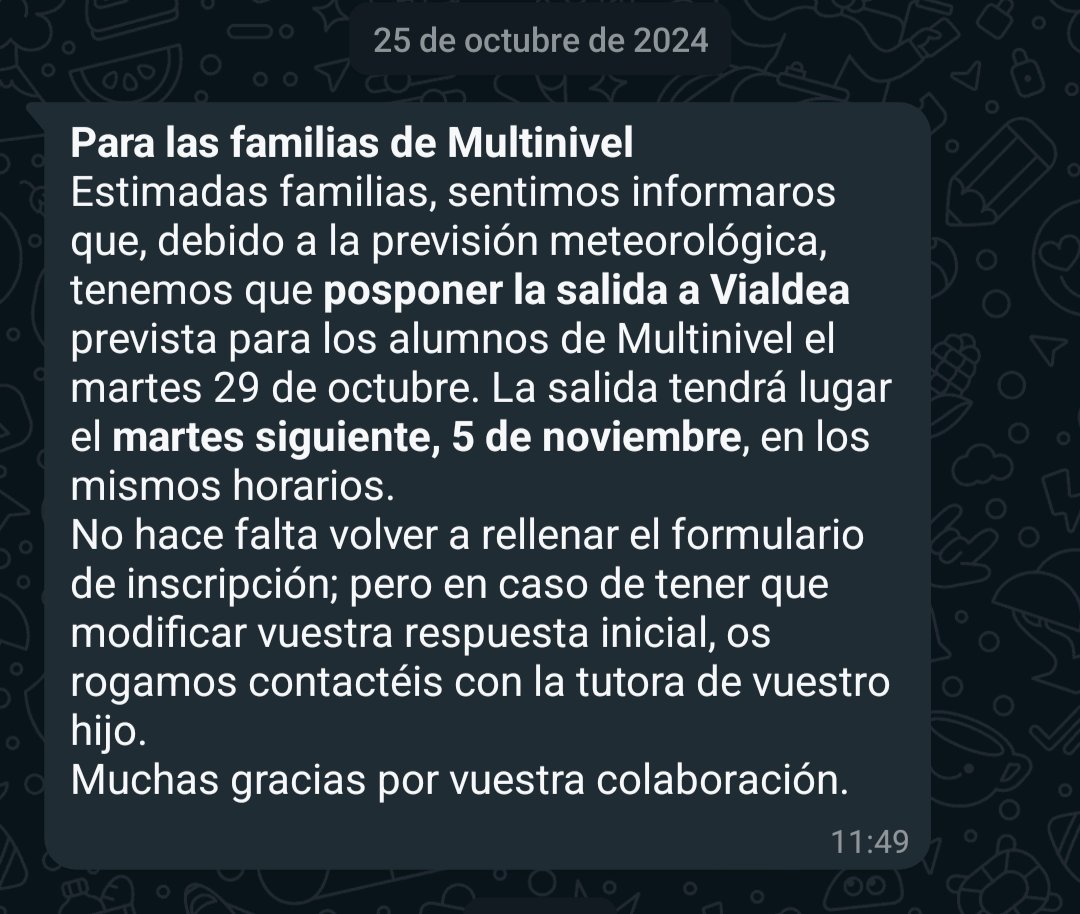 25 de octubre de 2024
Para las familias de Multinivel
Estimadas familias, sentimos informaros
que, debido a la previsión meteorológica,
tenemos que posponer la salida a Vialdea
prevista para los alumnos de Multinivel el
martes 29 de octubre. La salida tendrá lugar
el martes siguiente, 5 de noviembre, en los
mismos horarios.
No hace falta volver a rellenar el formulario
de inscripción; pero en caso de tener que
modificar vuestra respuesta inicial, os
rogamos contactéis con la tutora de vuestro
hijo.
Muchas gracias por vuestra colaboración.
11:49